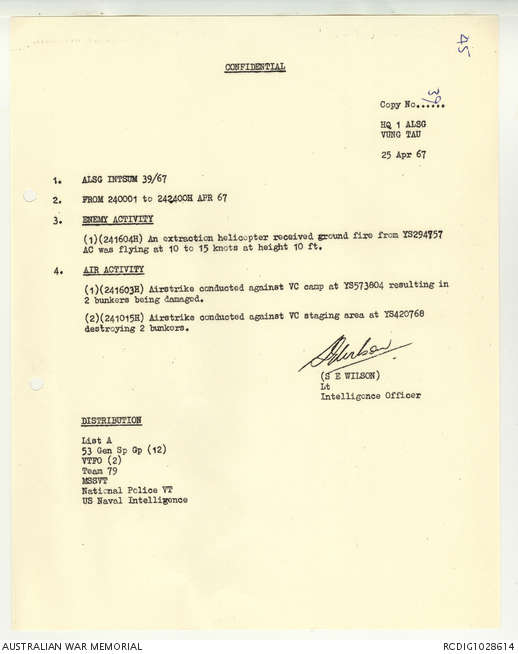 45
CONFIDENTIAL
Copy No...39...
HQ 1 ALSG
VUNG TAU
25 Apr 67
1. ALSG INTSUM 39/67
2. FROM 240001 to 242400H APR 67
3. ENEMY ACTIVITY
(1)(241604H) An extraction helicopter received ground fire from YS294757
AC was flying at 10 to 15 knots at height 10 ft.
4. AIR ACTIVITY
(1)(241603H) Airstrike conducted against VC camp at YS573804 resulting in
2 bunkers being damaged.
(2)(241015H) Airstrike conducted against VC staging area at YS420768
destroying 2 bunkers.
SEWilson
(S E WILSON)
Lt
Intelligence Officer
DISTRIBUTION
List A
53 Gen Sp Gp (12)
VTFO (2)
Team 79
MSSVT
National Police VT
US Naval Intelligence
AUSTRALIAN WAR MEMORIAL
RCDIG1028614